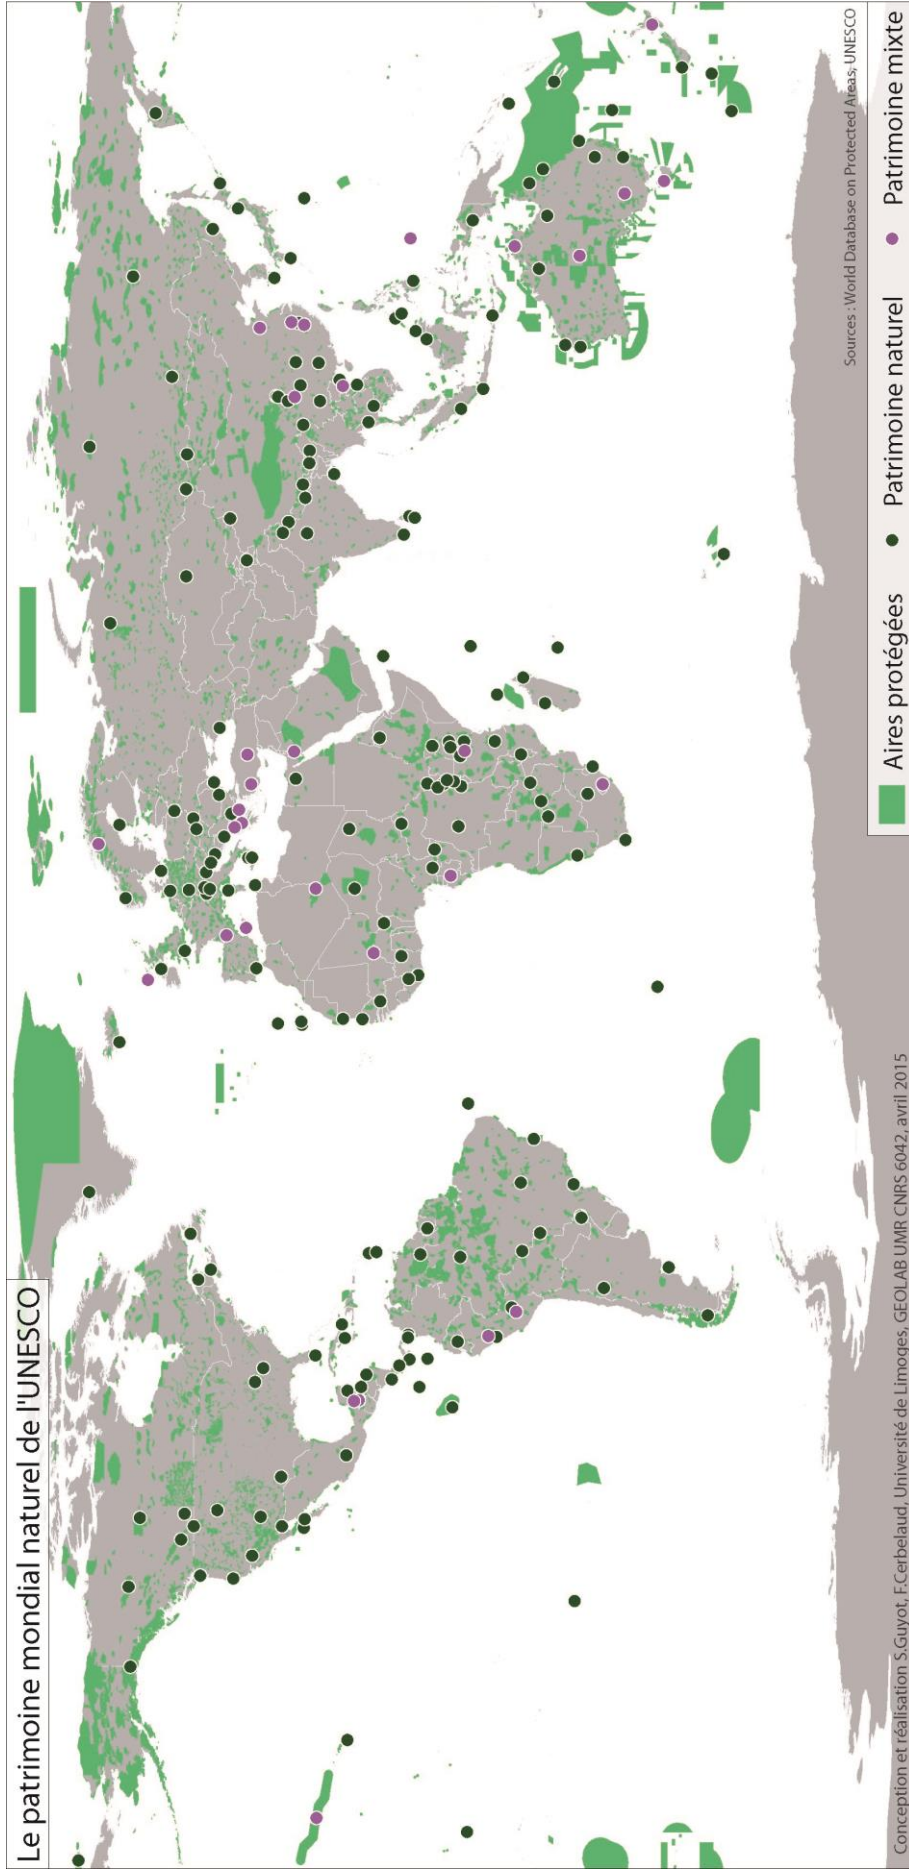 Le patrimoine mondial naturel de l'UNESCO
Sources : World Database on Protected Areas, UNESCO
Aires protégées
Patrimoine naturel
Patrimoine mixte
Conception et réalisation S.Guyot, F.Cerbelaud, Université de Limoges, GEOLAB UMR CNRS 6042, avril 2015